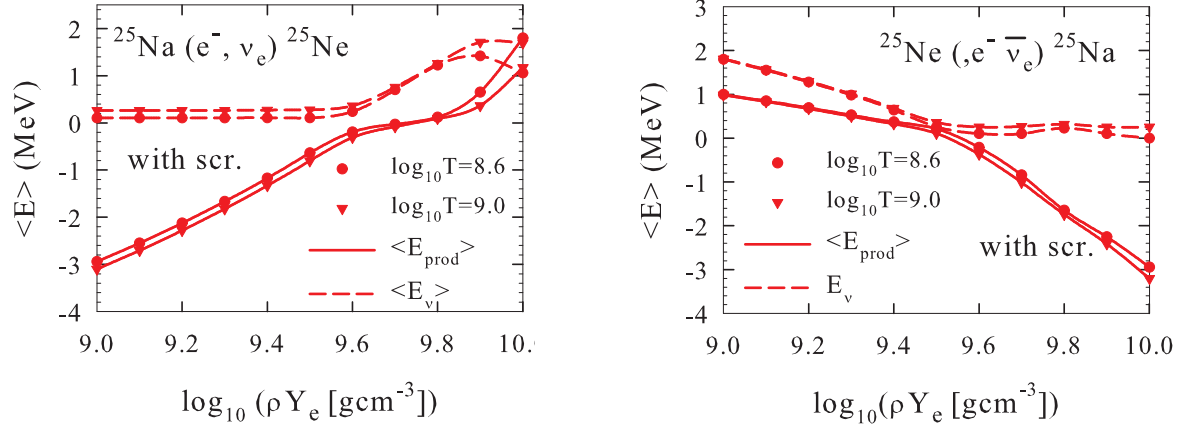 ²⁵Na (e⁻, νₑ) ²⁵Ne
<E> (MeV)
2
1
0
-1
-2
-3
-4
with scr.
log₁₀T=8.6
log₁₀T=9.0
<E_prod>
<E_ν>
9.0 9.2 9.4 9.6 9.8 10.0
log₁₀ (ρYₑ [gcm⁻³])
²⁵Ne (,e⁻ ν̄ₑ) ²⁵Na
<E> (MeV)
3
2
1
0
-1
-2
-3
-4
log₁₀T=8.6
log₁₀T=9.0
<E_prod>
E_ν
with scr.
9.0 9.2 9.4 9.6 9.8 10.0
log₁₀(ρYₑ [gcm⁻³])